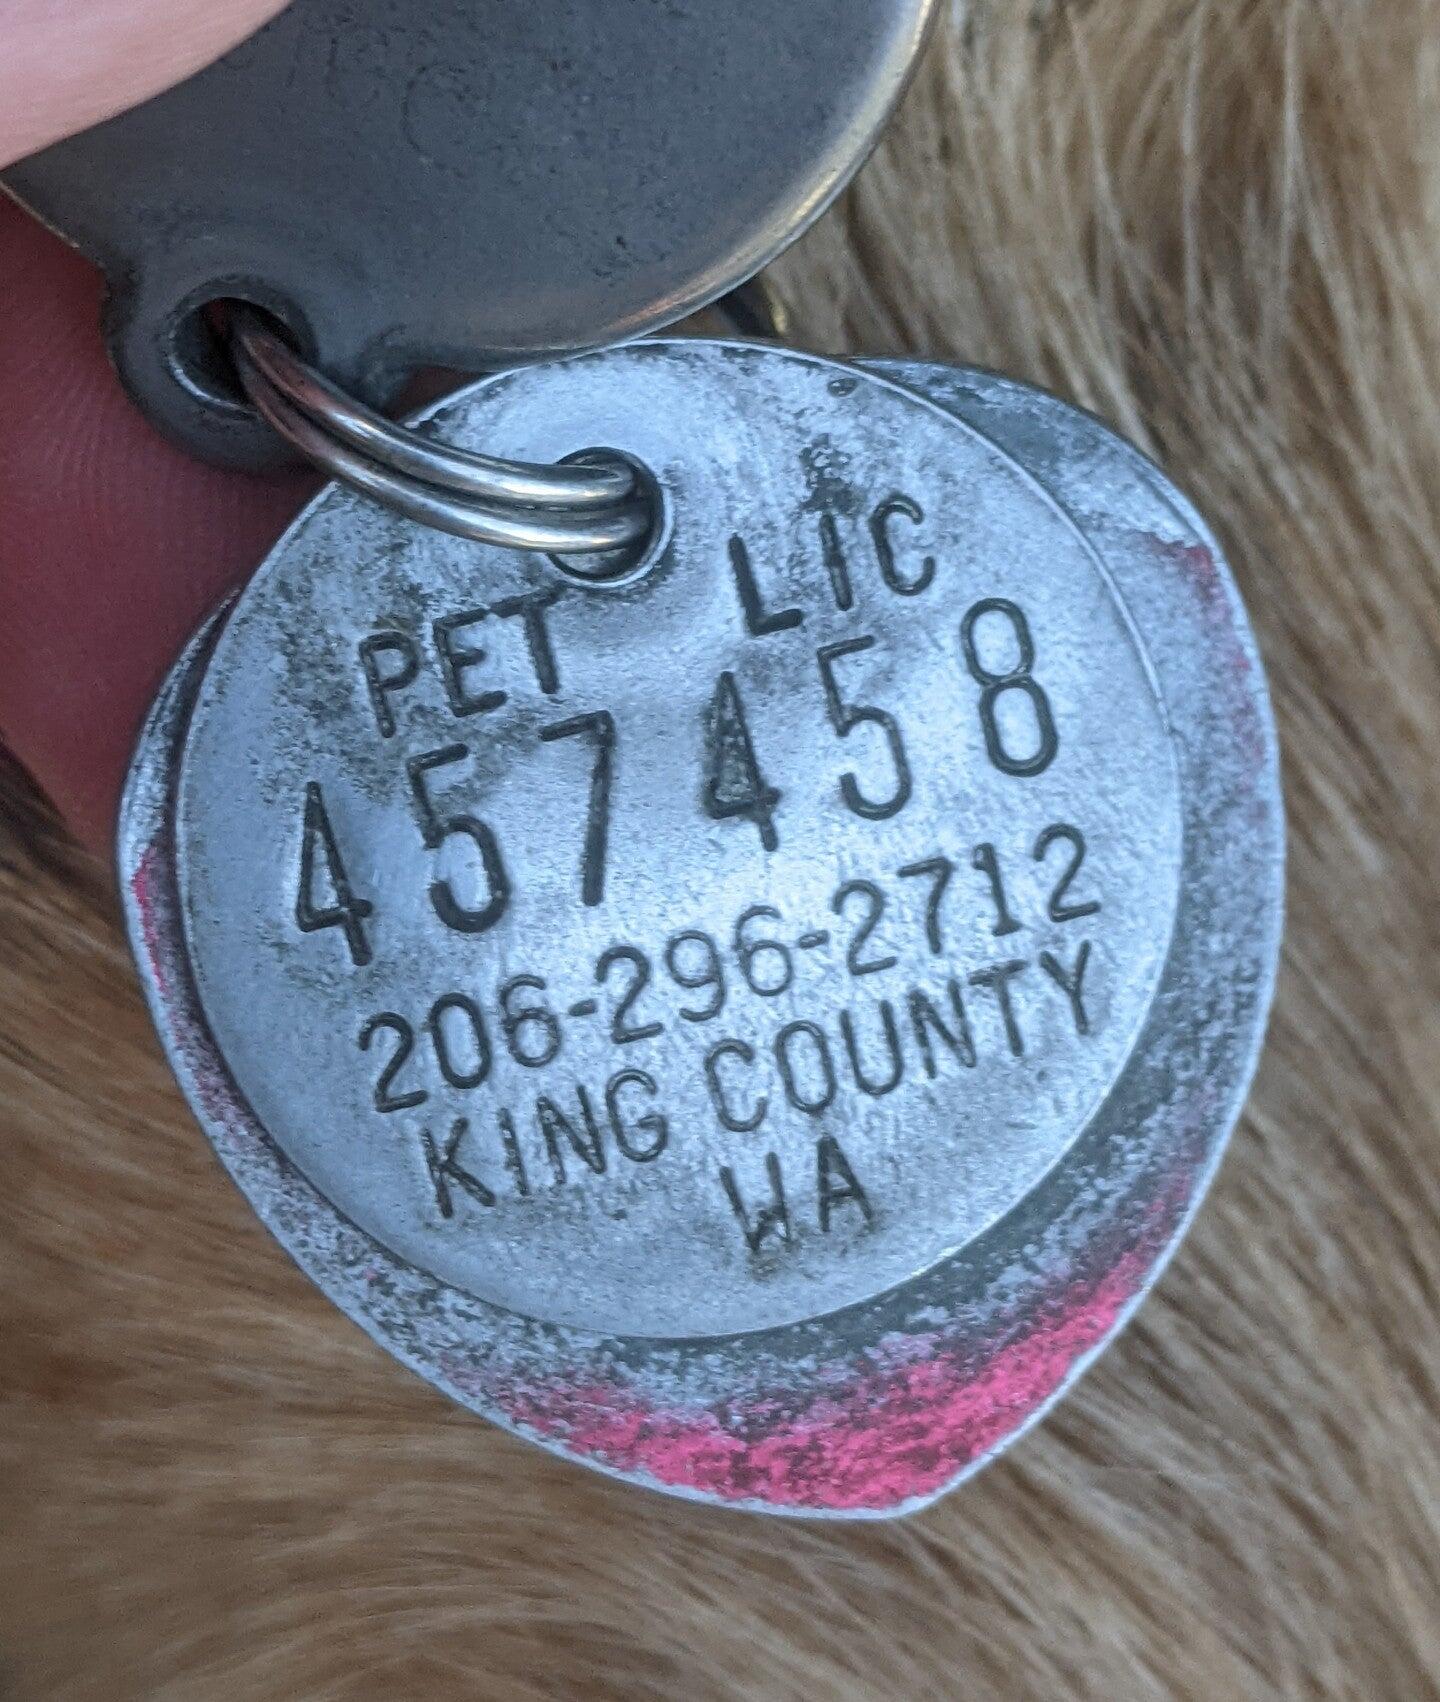 PET LIC
457458
206-296-2712
KING COUNTY
WA